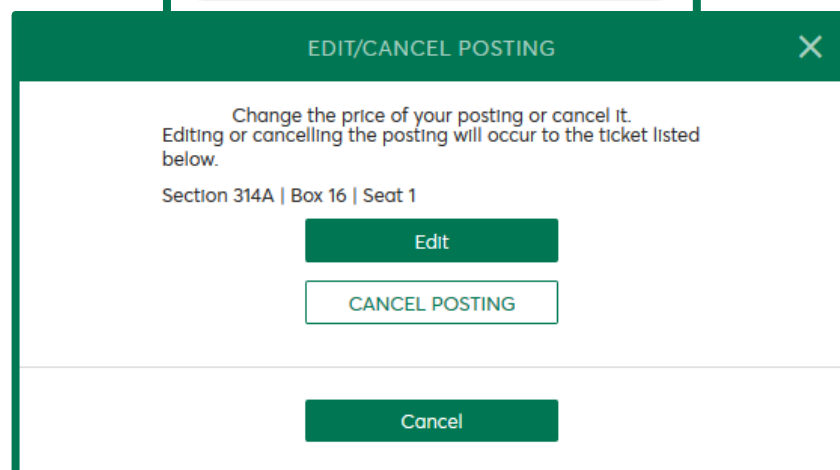 EDIT/CANCEL POSTING
Change the price of your posting or cancel it.
Editing or cancelling the posting will occur to the ticket listed
below.
Section 314A | Box 16 | Seat 1
Edit
CANCEL POSTING
Cancel